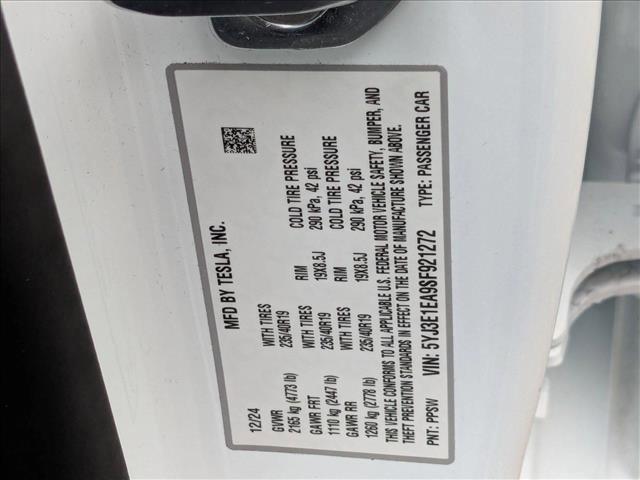 MFD BY TESLA, INC.
12/24
GVWR WITH TIRES RIM COLD TIRE PRESSURE
2165 kg (4773 lb) 235/40R19 19X8.5J 290 kPa, 42 psi
GAWR FRT WITH TIRES RIM COLD TIRE PRESSURE
1110 kg (2447 lb) 235/40R19 19X8.5J 290 kPa, 42 psi
GAWR RR
1260 kg (2778 lb) 235/40R19
THIS VEHICLE CONFORMS TO ALL APPLICABLE U.S. FEDERAL MOTOR VEHICLE SAFETY, BUMPER, AND
THEFT PREVENTION STANDARDS IN EFFECT ON THE DATE OF MANUFACTURE SHOWN ABOVE.
VIN: 5YJ3E1EA9SF921272
PNT: PPSW TYPE: PASSENGER CAR